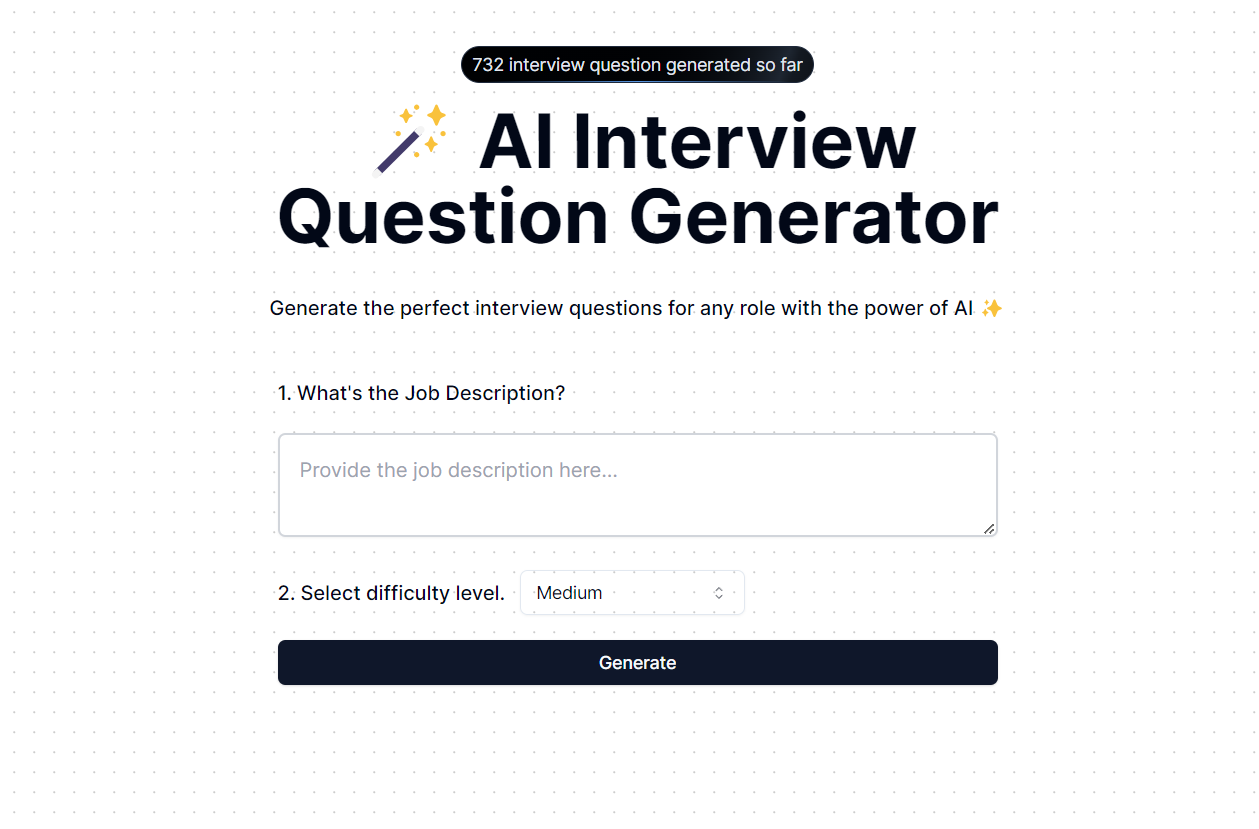 732 interview question generated so far
AI Interview
Question Generator
Generate the perfect interview questions for any role with the power of AI ✨
1. What's the Job Description?
Provide the job description here...
2. Select difficulty level.
Medium
Generate